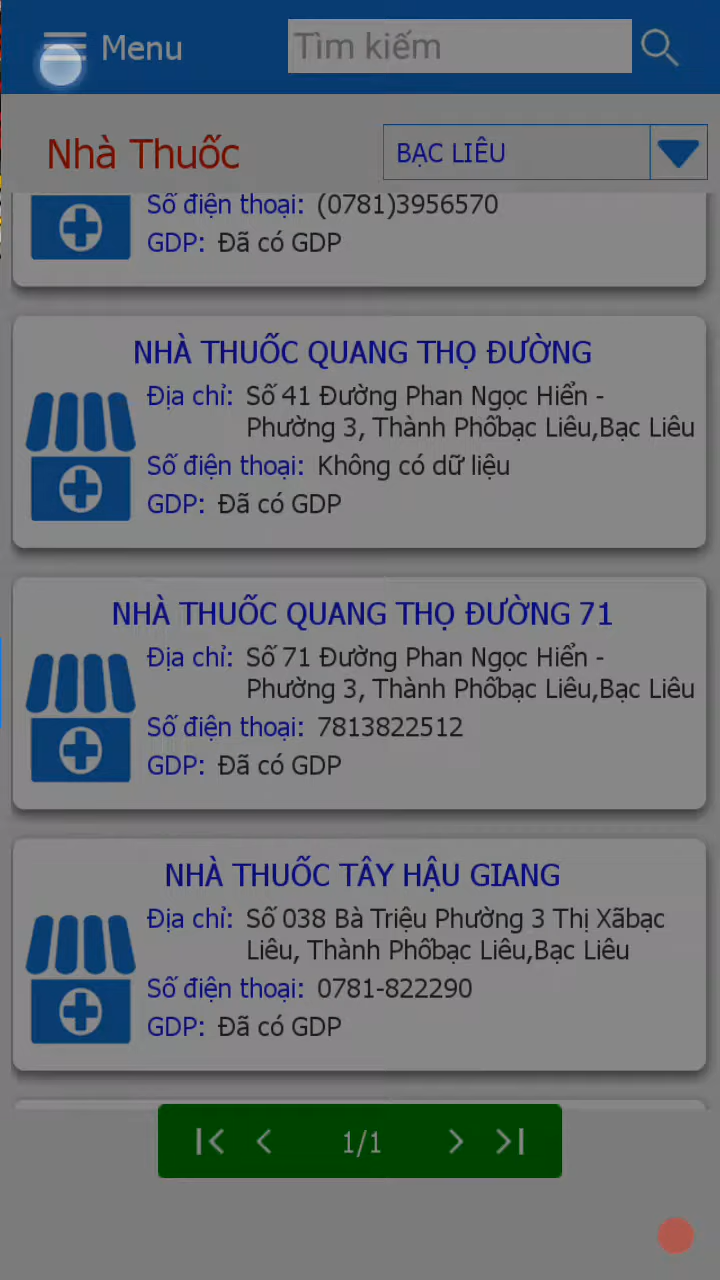 Menu
Tìm kiếm
Nhà Thuốc
BẠC LIÊU
Số điện thoại: (0781)3956570
GDP: Đã có GDP
NHÀ THUỐC QUANG THỌ ĐƯỜNG
Địa chỉ: Số 41 Đường Phan Ngọc Hiển -
Phường 3, Thành Phốbạc Liêu,Bạc Liêu
Số điện thoại: Không có dữ liệu
GDP: Đã có GDP
NHÀ THUỐC QUANG THỌ ĐƯỜNG 71
Địa chỉ: Số 71 Đường Phan Ngọc Hiển -
Phường 3, Thành Phốbạc Liêu,Bạc Liêu
Số điện thoại: 7813822512
GDP: Đã có GDP
NHÀ THUỐC TÂY HẬU GIANG
Địa chỉ: Số 038 Bà Triệu Phường 3 Thị Xãbạc
Liêu, Thành Phốbạc Liêu,Bạc Liêu
Số điện thoại: 0781-822290
GDP: Đã có GDP
1/1